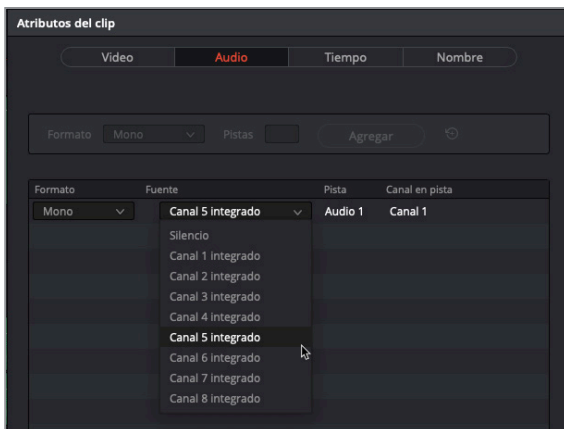 Atributos del clip
Video Audio Tiempo Nombre
Formato Mono Pistas Agregar
Formato Fuente Pista Canal en pista
Mono Canal 5 integrado Audio 1 Canal 1
Silencio
Canal 1 integrado
Canal 2 integrado
Canal 3 integrado
Canal 4 integrado
Canal 5 integrado
Canal 6 integrado
Canal 7 integrado
Canal 8 integrado